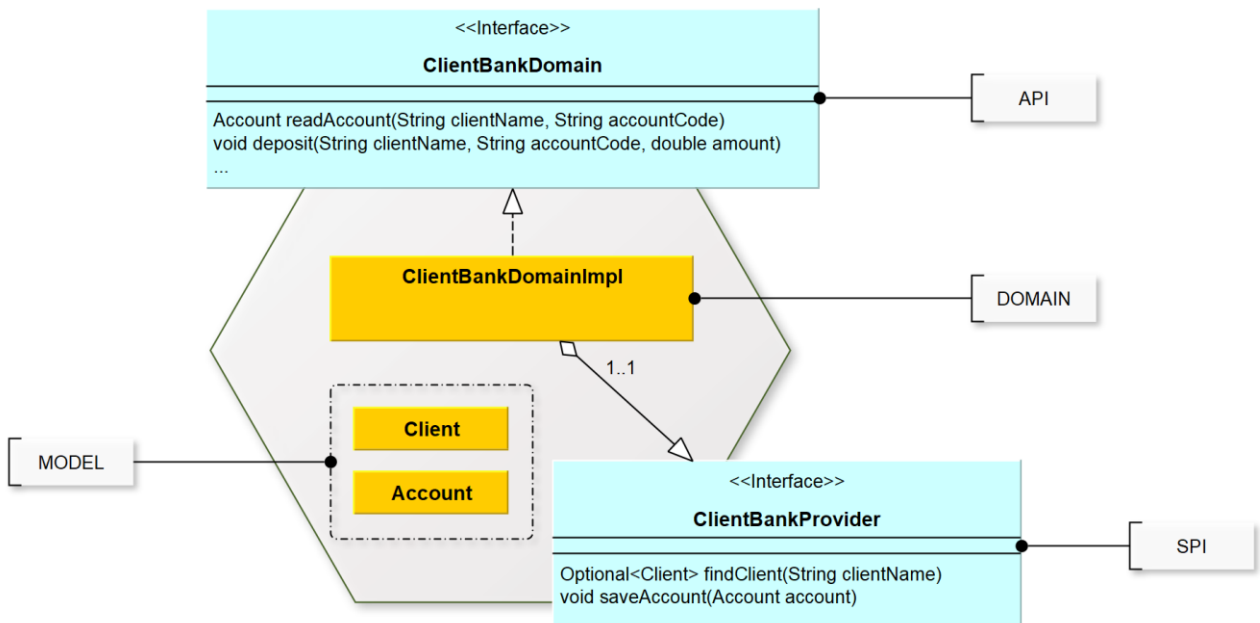 <<Interface>>
ClientBankDomain
Account readAccount(String clientName, String accountCode)
void deposit(String clientName, String accountCode, double amount)
...
API
ClientBankDomainImpl
DOMAIN
1..1
Client
Account
MODEL
<<Interface>>
ClientBankProvider
Optional<Client> findClient(String clientName)
void saveAccount(Account account)
SPI